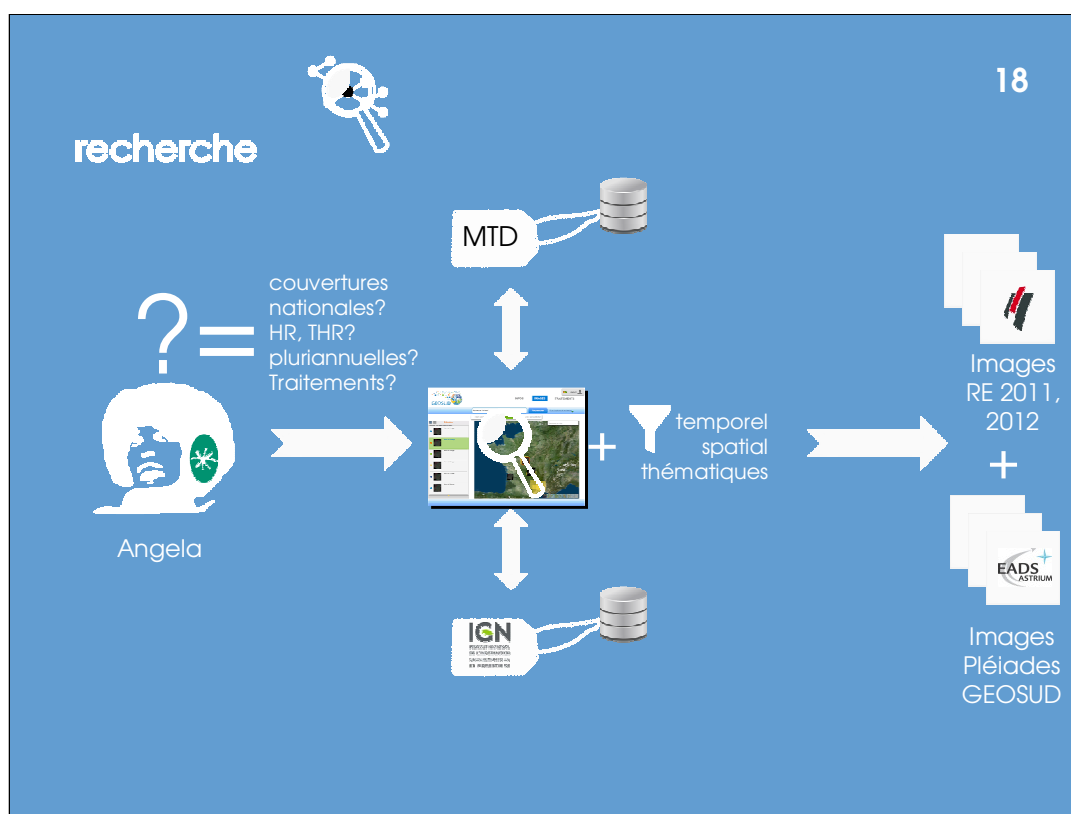 18
recherche
MTD
couvertures
nationales?
HR, THR?
pluriannuelles?
Traitements?
? =
Angela
GEOSUD
+
temporel
spatial
thématiques
IGN
Images
RE 2011,
2012
+
EADS
ASTRIUM
Images
Pléiades
GEOSUD